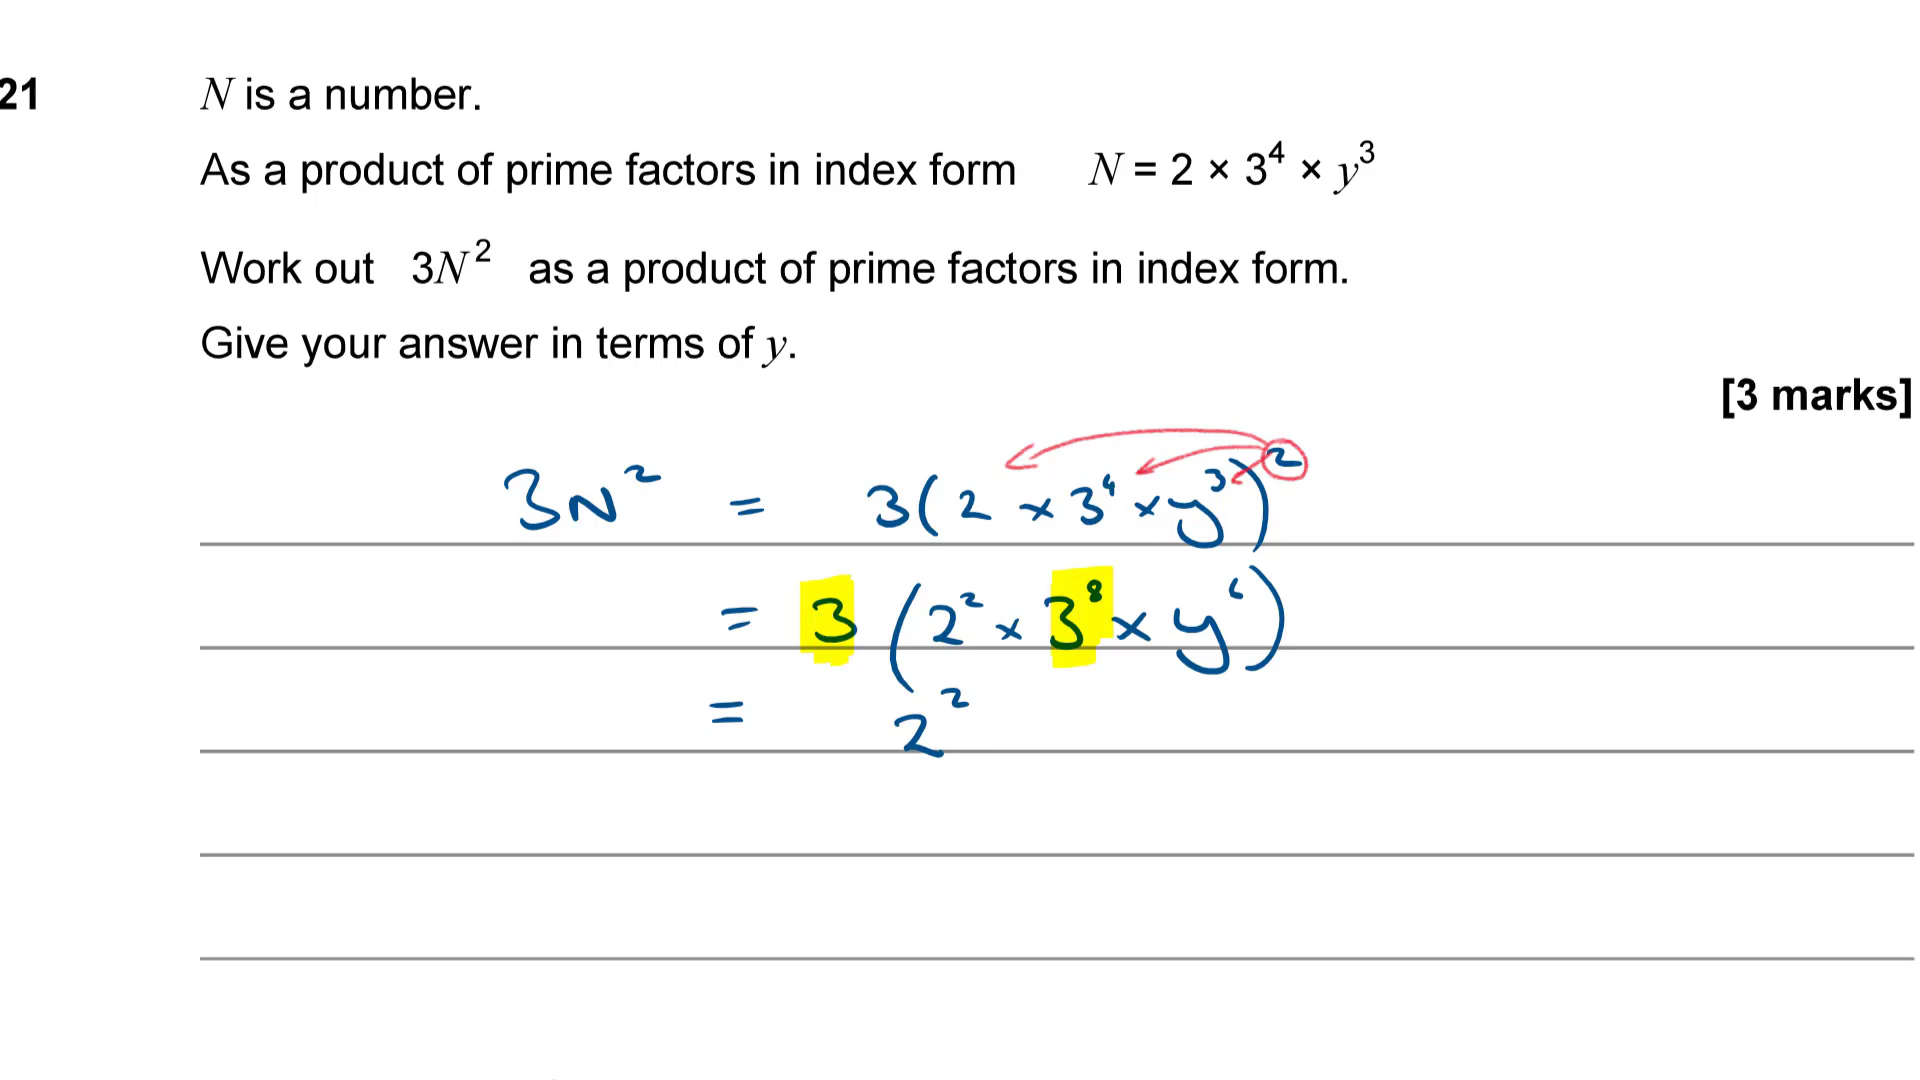 21 N is a number.
As a product of prime factors in index form N = 2 × 3⁴ × y³
Work out 3N² as a product of prime factors in index form.
Give your answer in terms of y.
[3 marks]
3N² = 3(2 × 3⁴ × y³)²
= 3 (2² × 3⁸ × y⁶)
= 2²